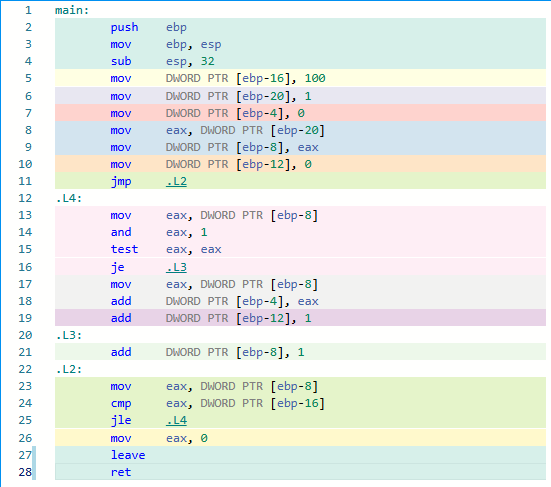 1 main:
2 push ebp
3 mov ebp, esp
4 sub esp, 32
5 mov DWORD PTR [ebp-16], 100
6 mov DWORD PTR [ebp-20], 1
7 mov DWORD PTR [ebp-4], 0
8 mov eax, DWORD PTR [ebp-20]
9 mov DWORD PTR [ebp-8], eax
10 mov DWORD PTR [ebp-12], 0
11 jmp .L2
12 .L4:
13 mov eax, DWORD PTR [ebp-8]
14 and eax, 1
15 test eax, eax
16 je .L3
17 mov eax, DWORD PTR [ebp-8]
18 add DWORD PTR [ebp-4], eax
19 add DWORD PTR [ebp-12], 1
20 .L3:
21 add DWORD PTR [ebp-8], 1
22 .L2:
23 mov eax, DWORD PTR [ebp-8]
24 cmp eax, DWORD PTR [ebp-16]
25 jle .L4
26 mov eax, 0
27 leave
28 ret